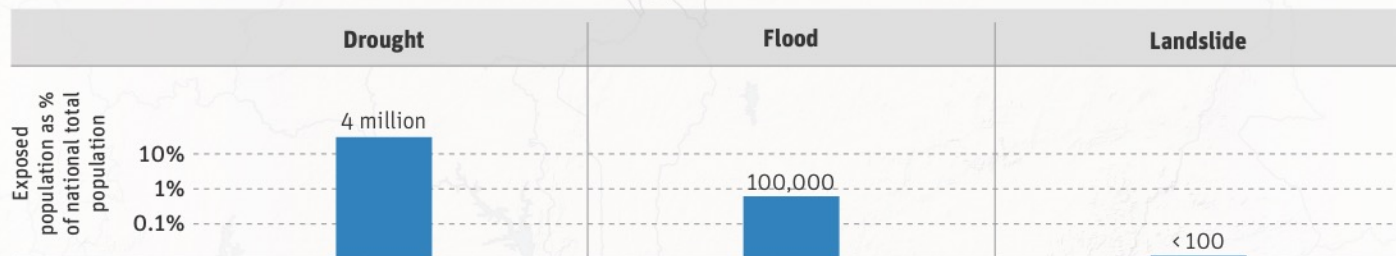 Drought
Flood
Landslide
Exposed
population as %
of national total
population
10%
1%
0.1%
4 million
100,000
<100